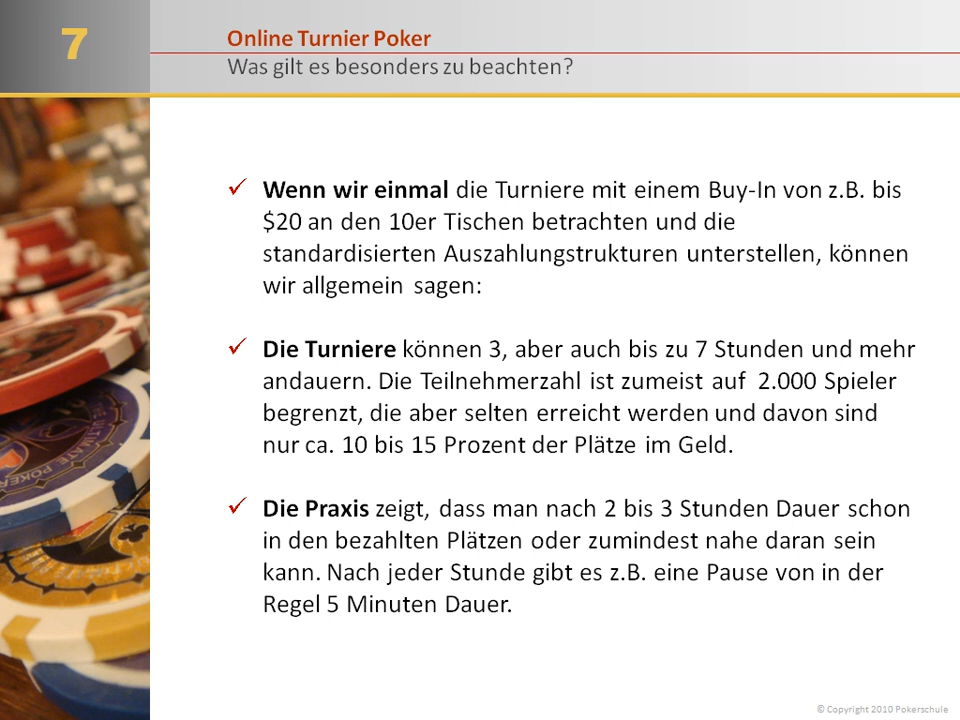 7
Online Turnier Poker
Was gilt es besonders zu beachten?
✓ Wenn wir einmal die Turniere mit einem Buy-In von z.B. bis
$20 an den 10er Tischen betrachten und die
standardisierten Auszahlungstrukturen unterstellen, können
wir allgemein sagen:
✓ Die Turniere können 3, aber auch bis zu 7 Stunden und mehr
andauern. Die Teilnehmerzahl ist zumeist auf 2.000 Spieler
begrenzt, die aber selten erreicht werden und davon sind
nur ca. 10 bis 15 Prozent der Plätze im Geld.
✓ Die Praxis zeigt, dass man nach 2 bis 3 Stunden Dauer schon
in den bezahlten Plätzen oder zumindest nahe daran sein
kann. Nach jeder Stunde gibt es z.B. eine Pause von in der
Regel 5 Minuten Dauer.
© Copyright 2010 Pokerschule